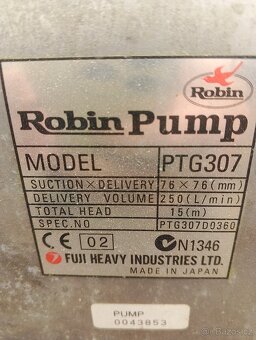 Robin
Robin Pump
MODEL PTG307
SUCTION×DELIVERY 76×76(mm)
DELIVERY VOLUME 250(L/min)
TOTAL HEAD 15(m)
SPEC.NO PTG307D0360
CE 02 N1346
FUJI HEAVY INDUSTRIES LTD.
MADE IN JAPAN
PUMP
0043853